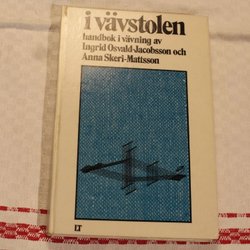 i vävstolen
handbok i vävning av
Ingrid Osvald-Jacobsson och
Anna Skeri-Mattsson
LT